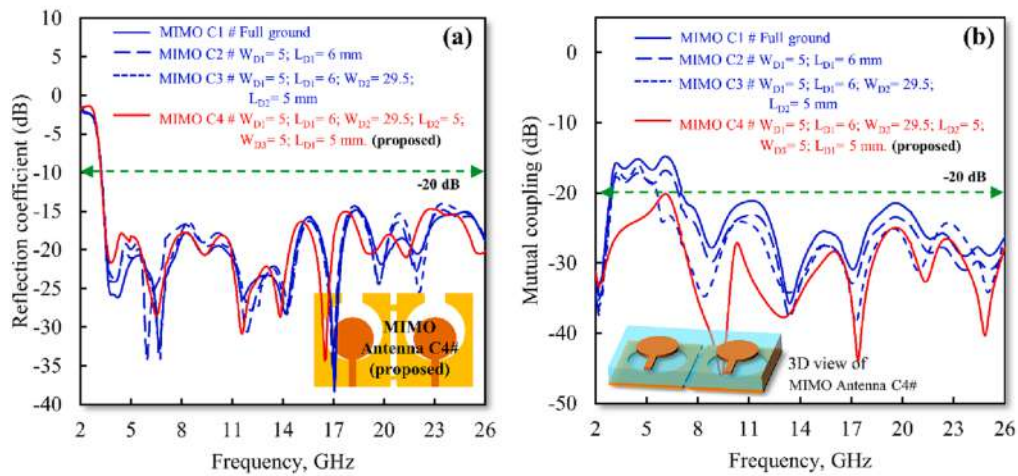 (a)
MIMO C1 # Full ground
MIMO C2 # W_D1= 5; L_D1= 6 mm
MIMO C3 # W_D1= 5; L_D1= 6; W_D2= 29.5;
L_D2= 5 mm
MIMO C4 # W_D1= 5; L_D1= 6; W_D2= 29.5; L_D2= 5;
W_D3= 5; L_D1= 5 mm. (proposed)
-20 dB
MIMO
Antenna C4#
(proposed)
Reflection coefficient (dB)
20
15
10
5
0
-5
-10
-15
-20
-25
-30
-35
-40
2 5 8 11 14 17 20 23 26
Frequency, GHz
(b)
MIMO C1 # Full ground
MIMO C2 # W_D1= 5; L_D1= 6 mm
MIMO C3 # W_D1= 5; L_D1= 6; W_D2= 29.5;
L_D2= 5 mm
MIMO C4 # W_D1= 5; L_D1= 6; W_D2= 29.5; L_D2= 5;
W_D3= 5; L_D1= 5 mm. (proposed)
-20 dB
3D view of
MIMO Antenna C4#
Mutual coupling (dB)
0
-10
-20
-30
-40
-50
2 5 8 11 14 17 20 23 26
Frequency, GHz